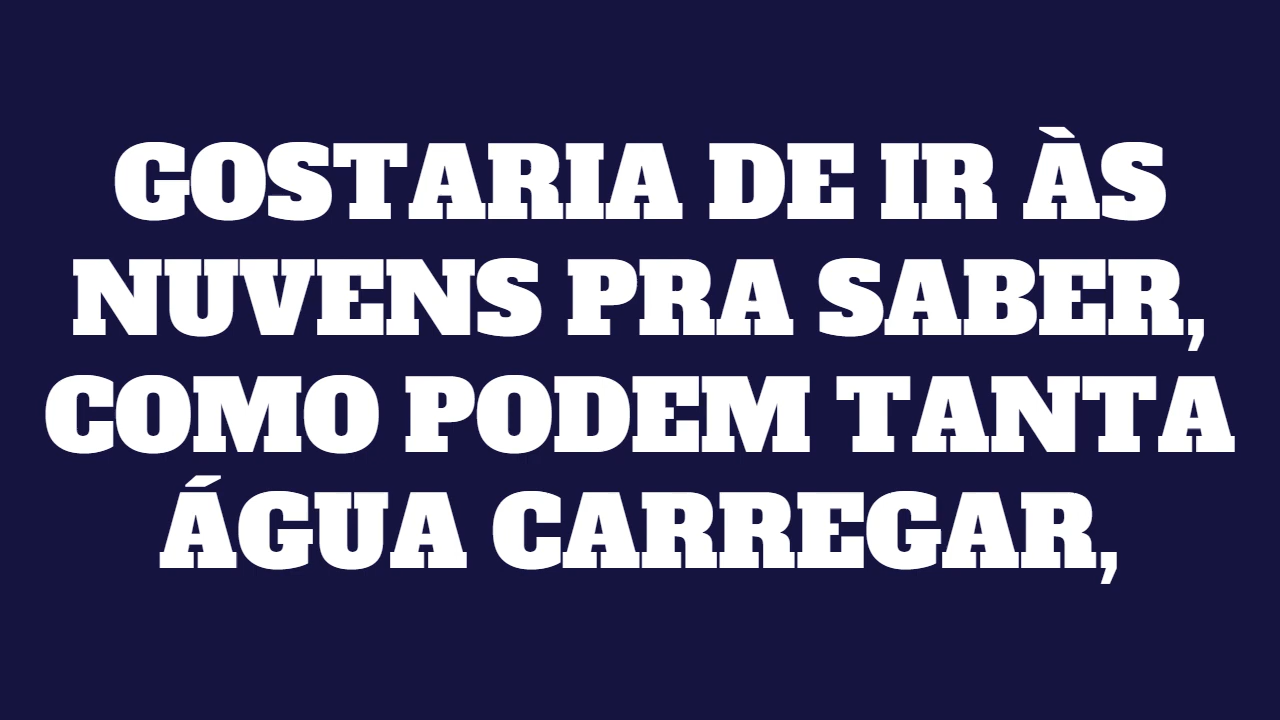 GOSTARIA DE IR ÀS
NUVENS PRA SABER,
COMO PODEM TANTA
ÁGUA CARREGAR,